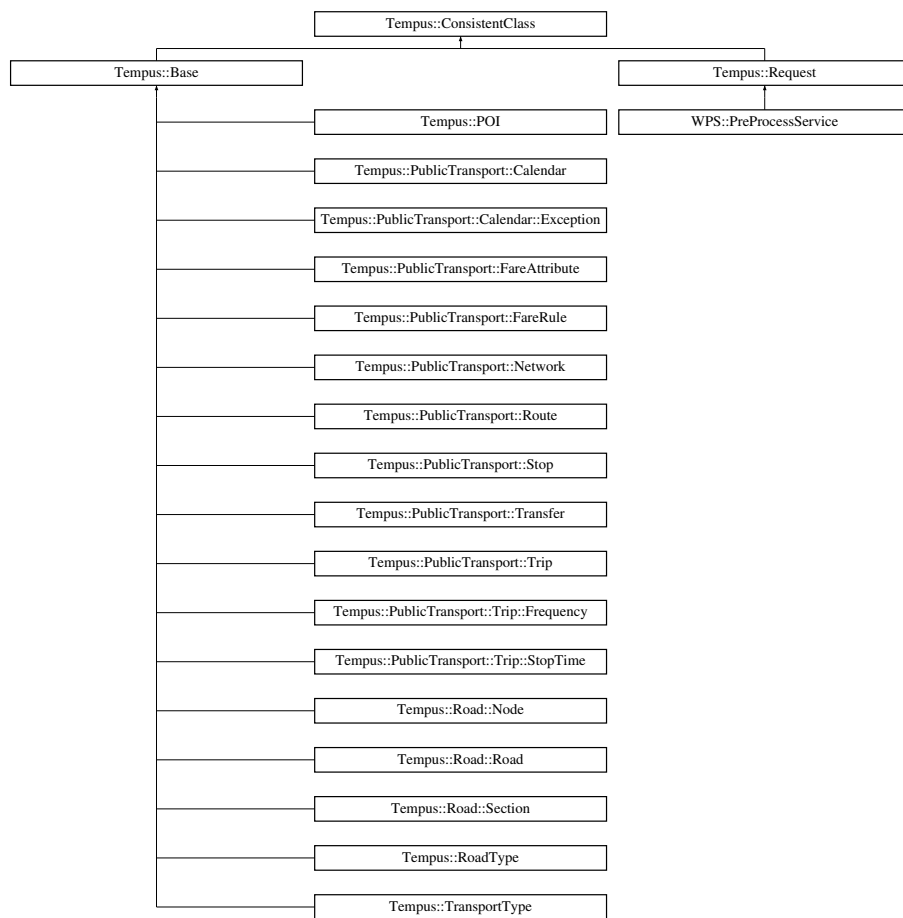 Tempus::ConsistentClass
Tempus::Base
Tempus::Request
Tempus::POI
WPS::PreProcessService
Tempus::PublicTransport::Calendar
Tempus::PublicTransport::Calendar::Exception
Tempus::PublicTransport::FareAttribute
Tempus::PublicTransport::FareRule
Tempus::PublicTransport::Network
Tempus::PublicTransport::Route
Tempus::PublicTransport::Stop
Tempus::PublicTransport::Transfer
Tempus::PublicTransport::Trip
Tempus::PublicTransport::Trip::Frequency
Tempus::PublicTransport::Trip::StopTime
Tempus::Road::Node
Tempus::Road::Road
Tempus::Road::Section
Tempus::RoadType
Tempus::TransportType